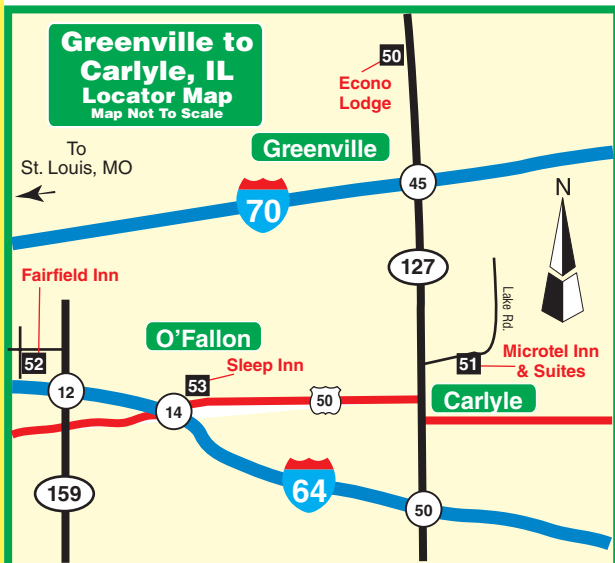 Greenville to
Carlyle, IL
Locator Map
Map Not To Scale
50
Econo
Lodge
To
St. Louis, MO
Greenville
45
70
N
127
Fairfield Inn
Lake Rd.
O'Fallon
52
53
Sleep Inn
51
Microtel Inn
& Suites
12
14
50
Carlyle
159
64
50